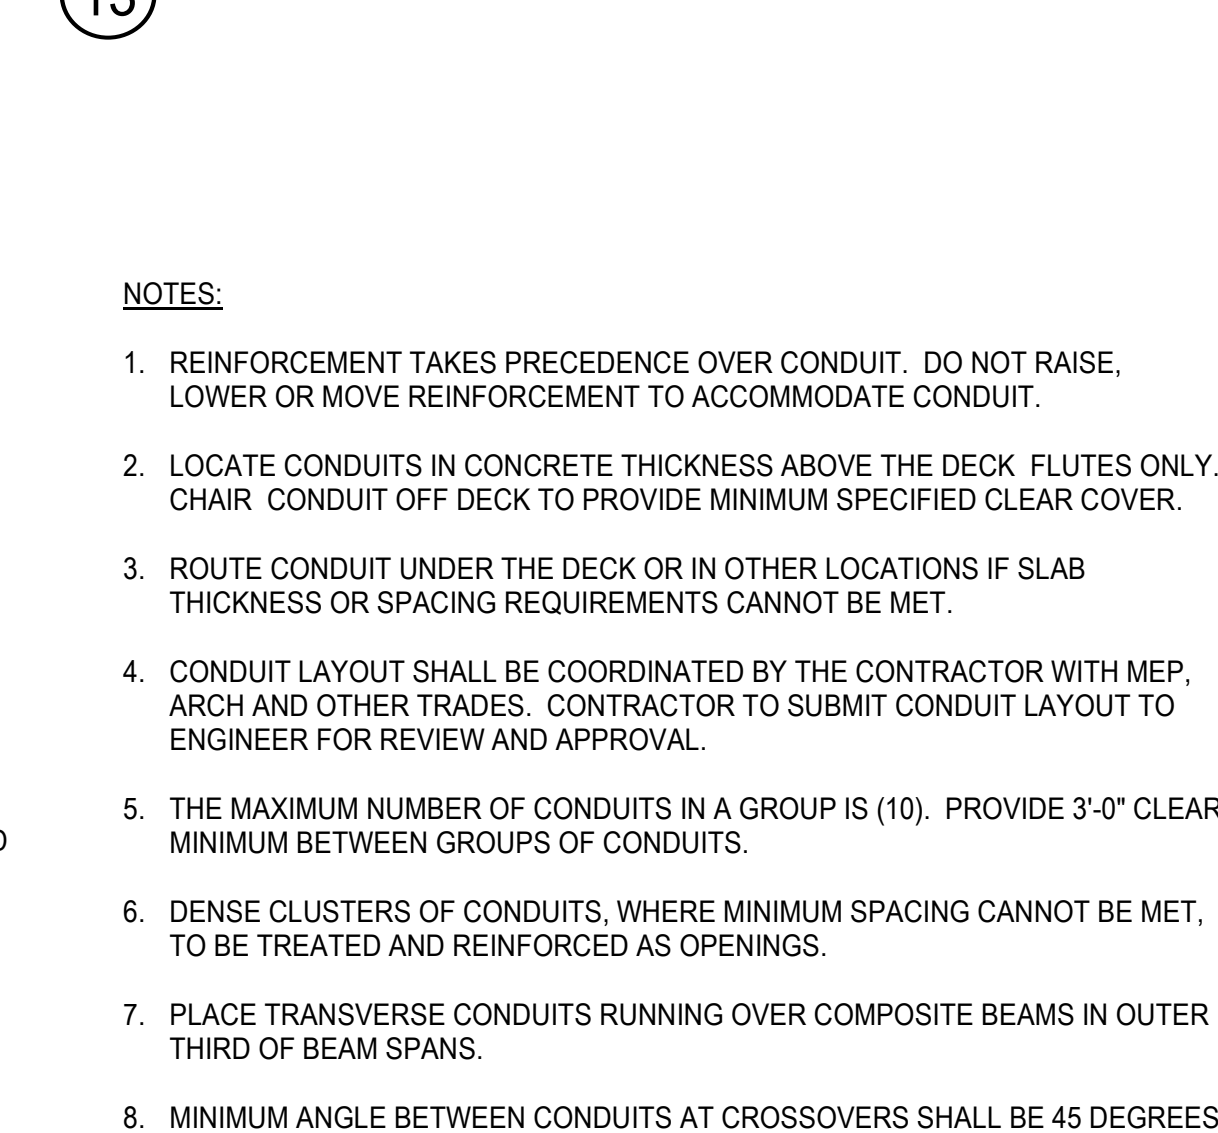 NOTES:
1. REINFORCEMENT TAKES PRECEDENCE OVER CONDUIT. DO NOT RAISE,
LOWER OR MOVE REINFORCEMENT TO ACCOMMODATE CONDUIT.
2. LOCATE CONDUITS IN CONCRETE THICKNESS ABOVE THE DECK FLUTES ONLY.
CHAIR CONDUIT OFF DECK TO PROVIDE MINIMUM SPECIFIED CLEAR COVER.
3. ROUTE CONDUIT UNDER THE DECK OR IN OTHER LOCATIONS IF SLAB
THICKNESS OR SPACING REQUIREMENTS CANNOT BE MET.
4. CONDUIT LAYOUT SHALL BE COORDINATED BY THE CONTRACTOR WITH MEP,
ARCH AND OTHER TRADES. CONTRACTOR TO SUBMIT CONDUIT LAYOUT TO
ENGINEER FOR REVIEW AND APPROVAL.
5. THE MAXIMUM NUMBER OF CONDUITS IN A GROUP IS (10). PROVIDE 3'-0" CLEAR
MINIMUM BETWEEN GROUPS OF CONDUITS.
6. DENSE CLUSTERS OF CONDUITS, WHERE MINIMUM SPACING CANNOT BE MET,
TO BE TREATED AND REINFORCED AS OPENINGS.
7. PLACE TRANSVERSE CONDUITS RUNNING OVER COMPOSITE BEAMS IN OUTER
THIRD OF BEAM SPANS.
8. MINIMUM ANGLE BETWEEN CONDUITS AT CROSSOVERS SHALL BE 45 DEGREES